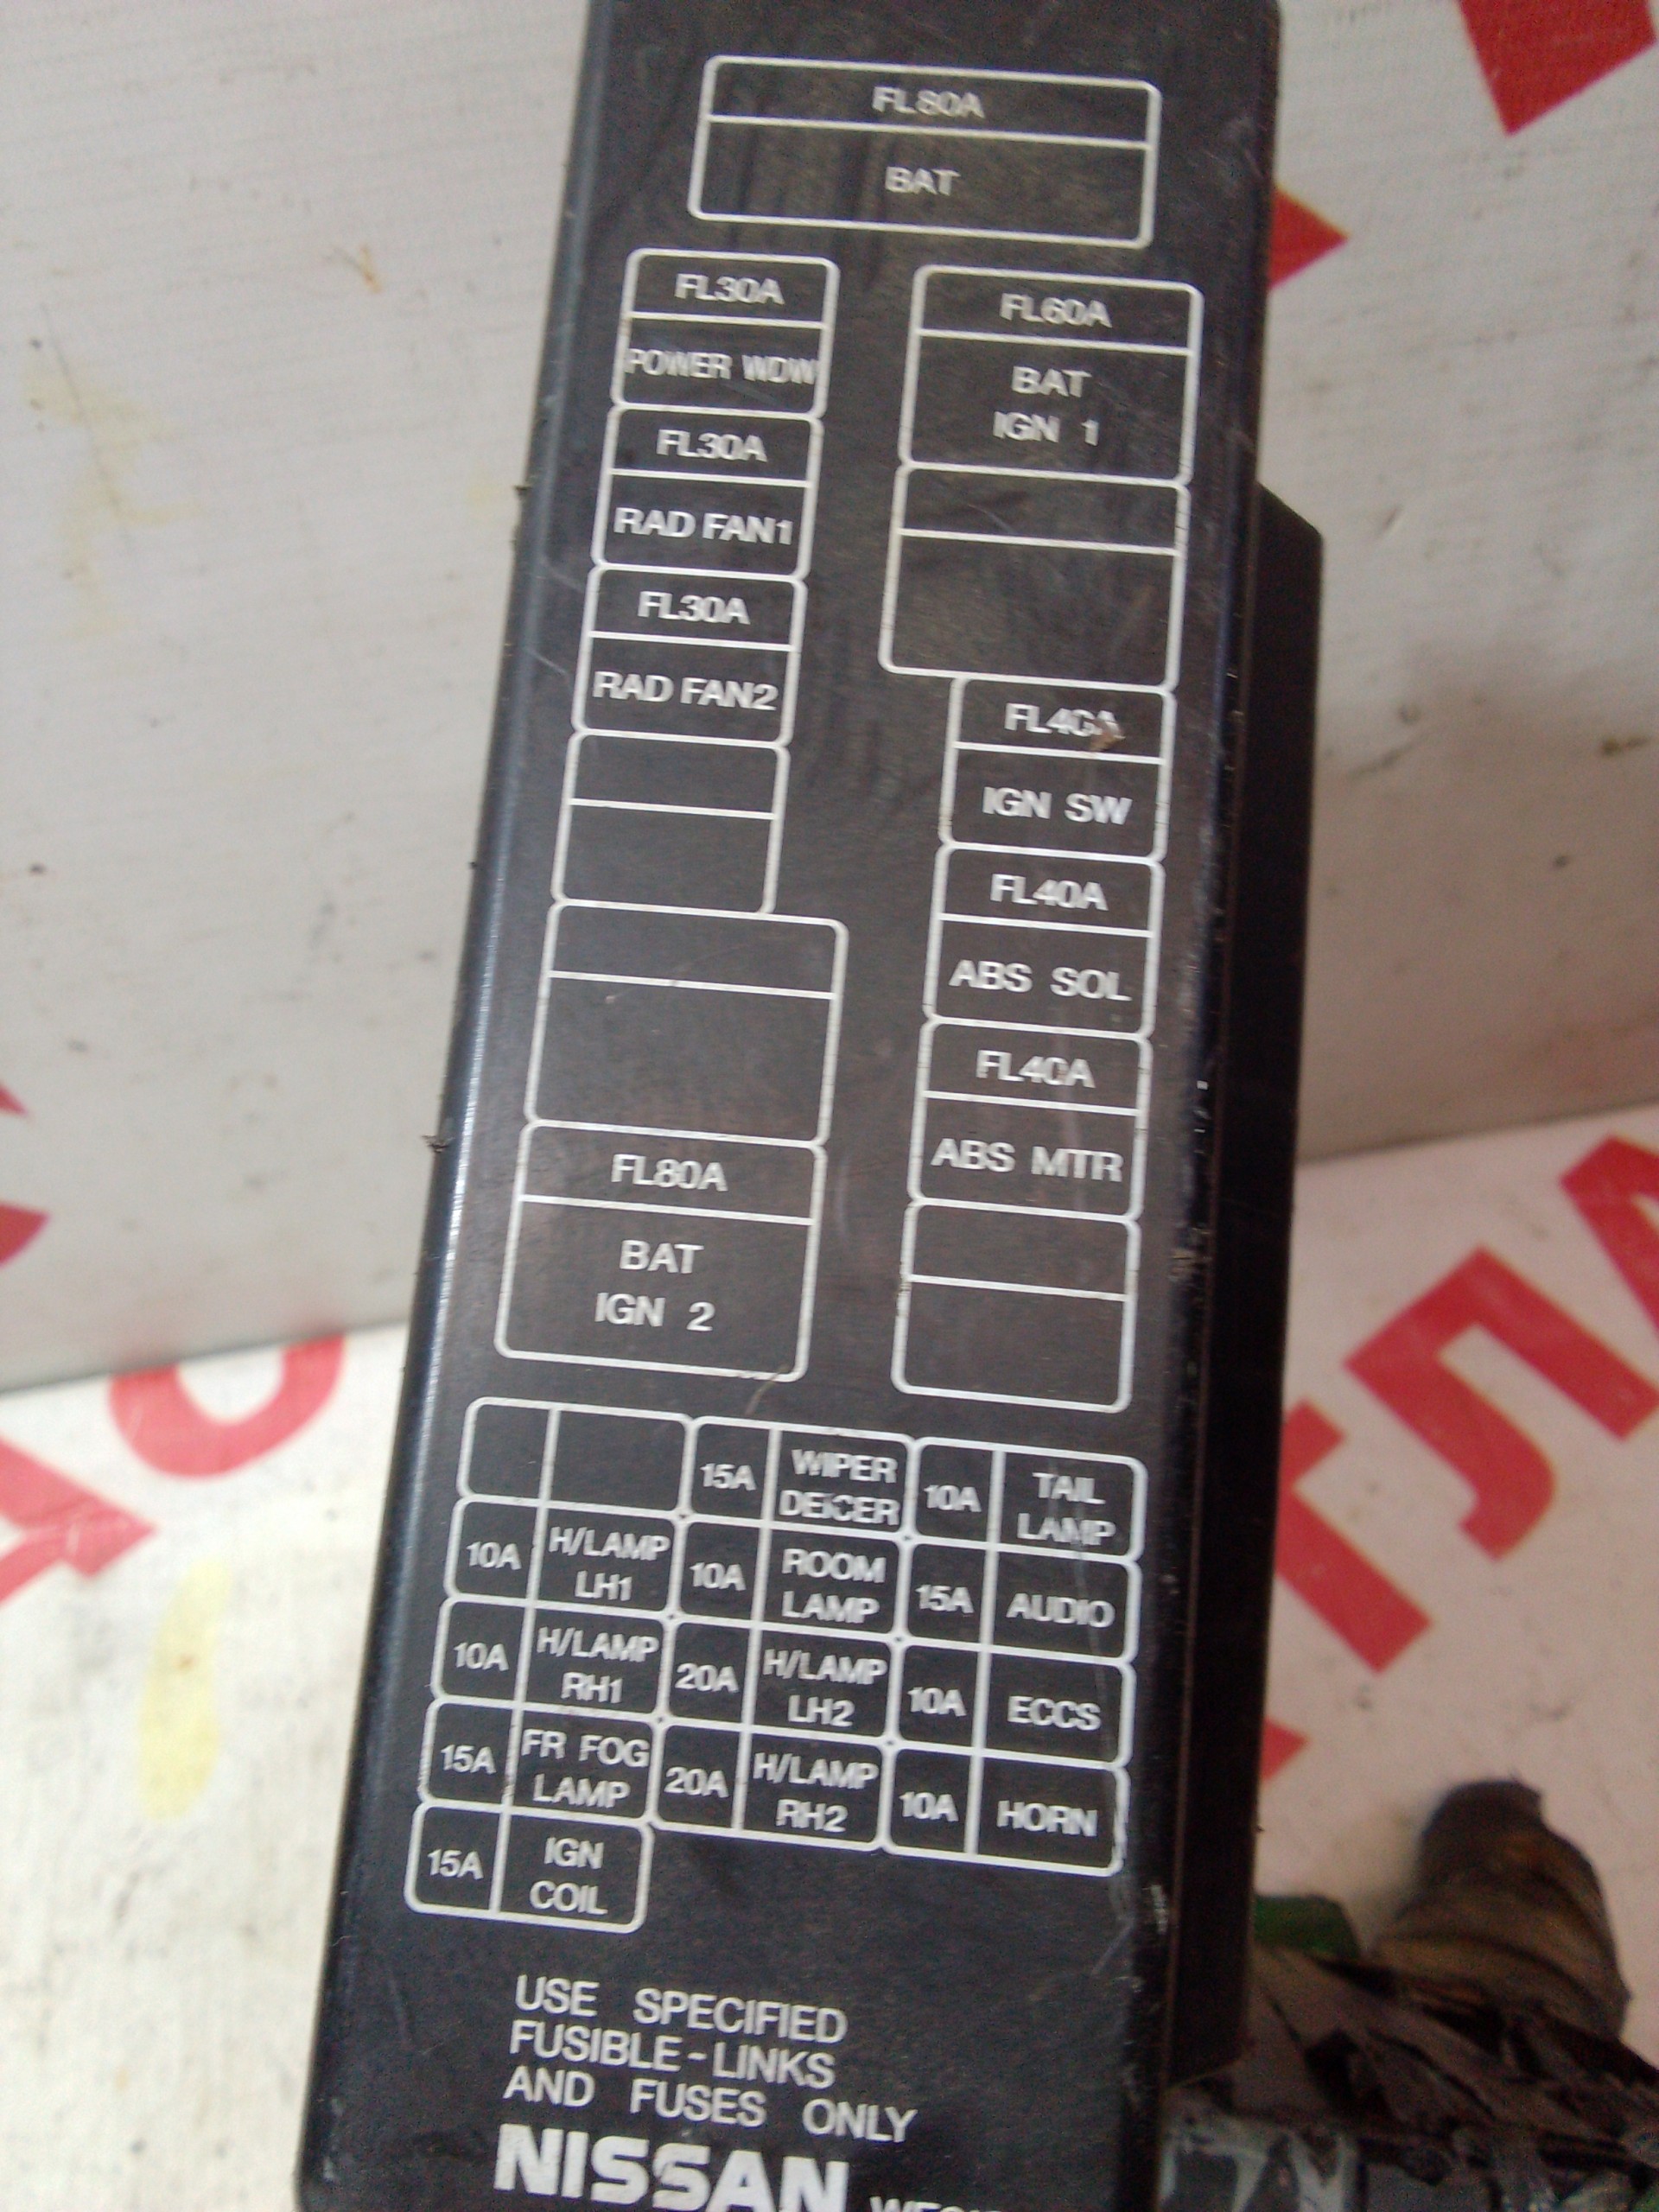 FL80A
BAT
FL30A
POWER WDW
FL30A
RAD FAN1
FL30A
RAD FAN2
FL80A
BAT
IGN 2
FL60A
BAT
IGN 1
FL40A
IGN SW
FL40A
ABS SOL
FL40A
ABS MTR
15A WIPER
DEICER
10A TAIL
LAMP
10A H/LAMP
LH1
10A ROOM
LAMP
15A AUDIO
10A H/LAMP
RH1
20A H/LAMP
LH2
10A ECCS
15A FR FOG
LAMP
20A H/LAMP
RH2
10A HORN
15A IGN
COIL
USE SPECIFIED
FUSIBLE-LINKS
AND FUSES ONLY
NISSAN